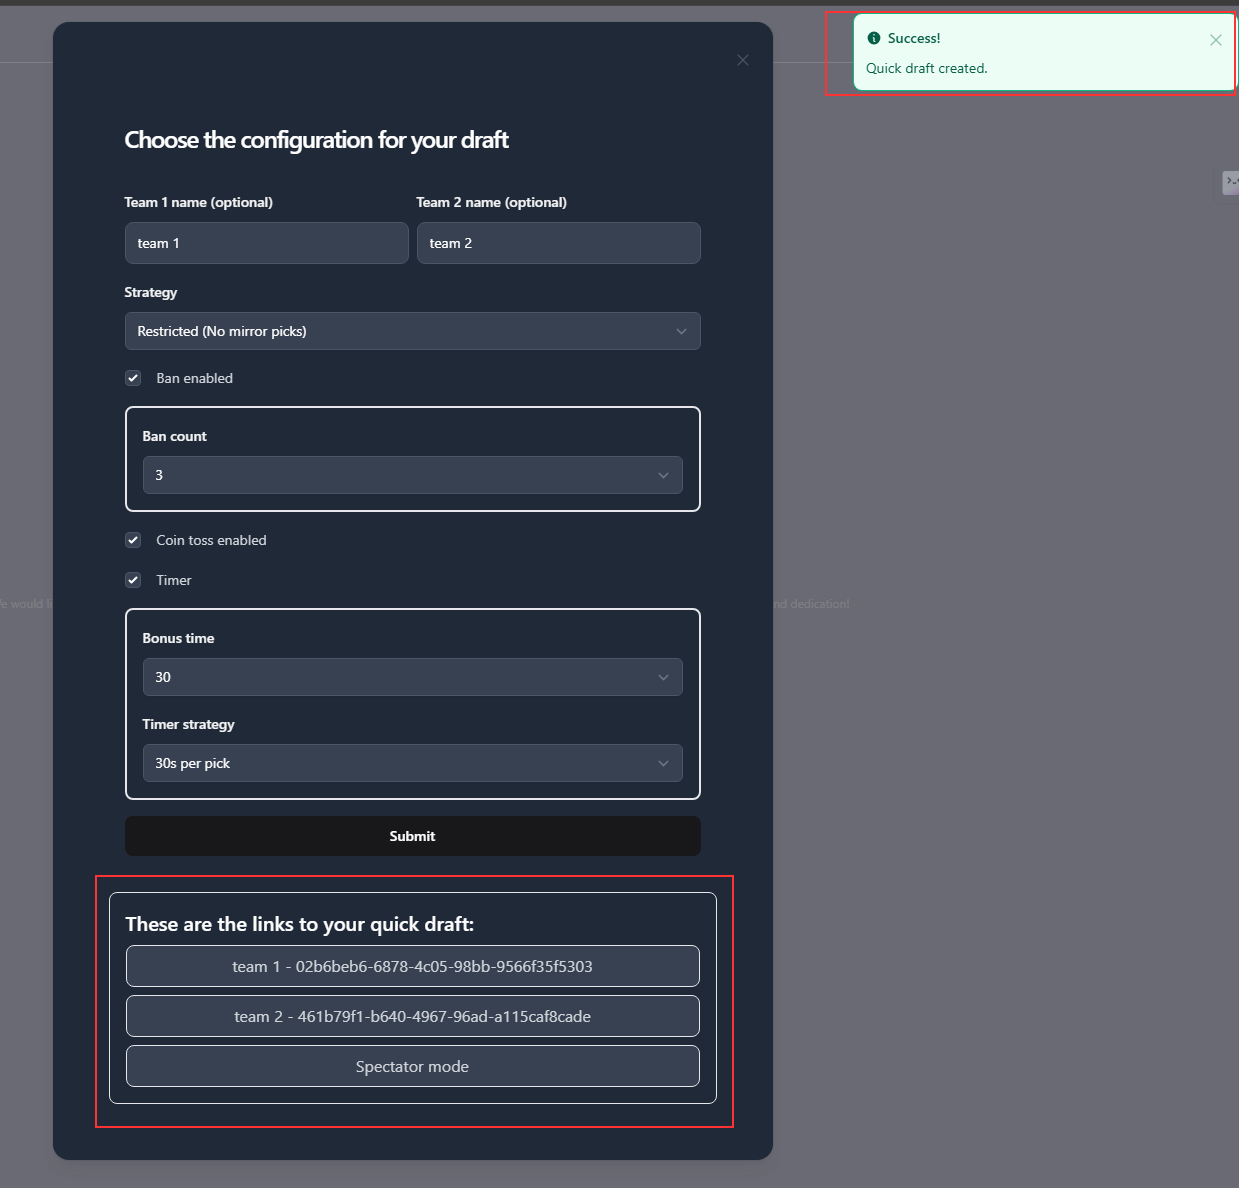 Success!
Quick draft created.
Choose the configuration for your draft
Team 1 name (optional)
Team 2 name (optional)
team 1
team 2
Strategy
Restricted (No mirror picks)
Ban enabled
Ban count
3
Coin toss enabled
Timer
e would
nd dedication!
Bonus time
30
Timer strategy
30s per pick
Submit
These are the links to your quick draft:
team 1 - 02b6beb6-6878-4c05-98bb-9566f35f5303
team 2 - 461b79f1-b640-4967-96ad-a115caf8cade
Spectator mode